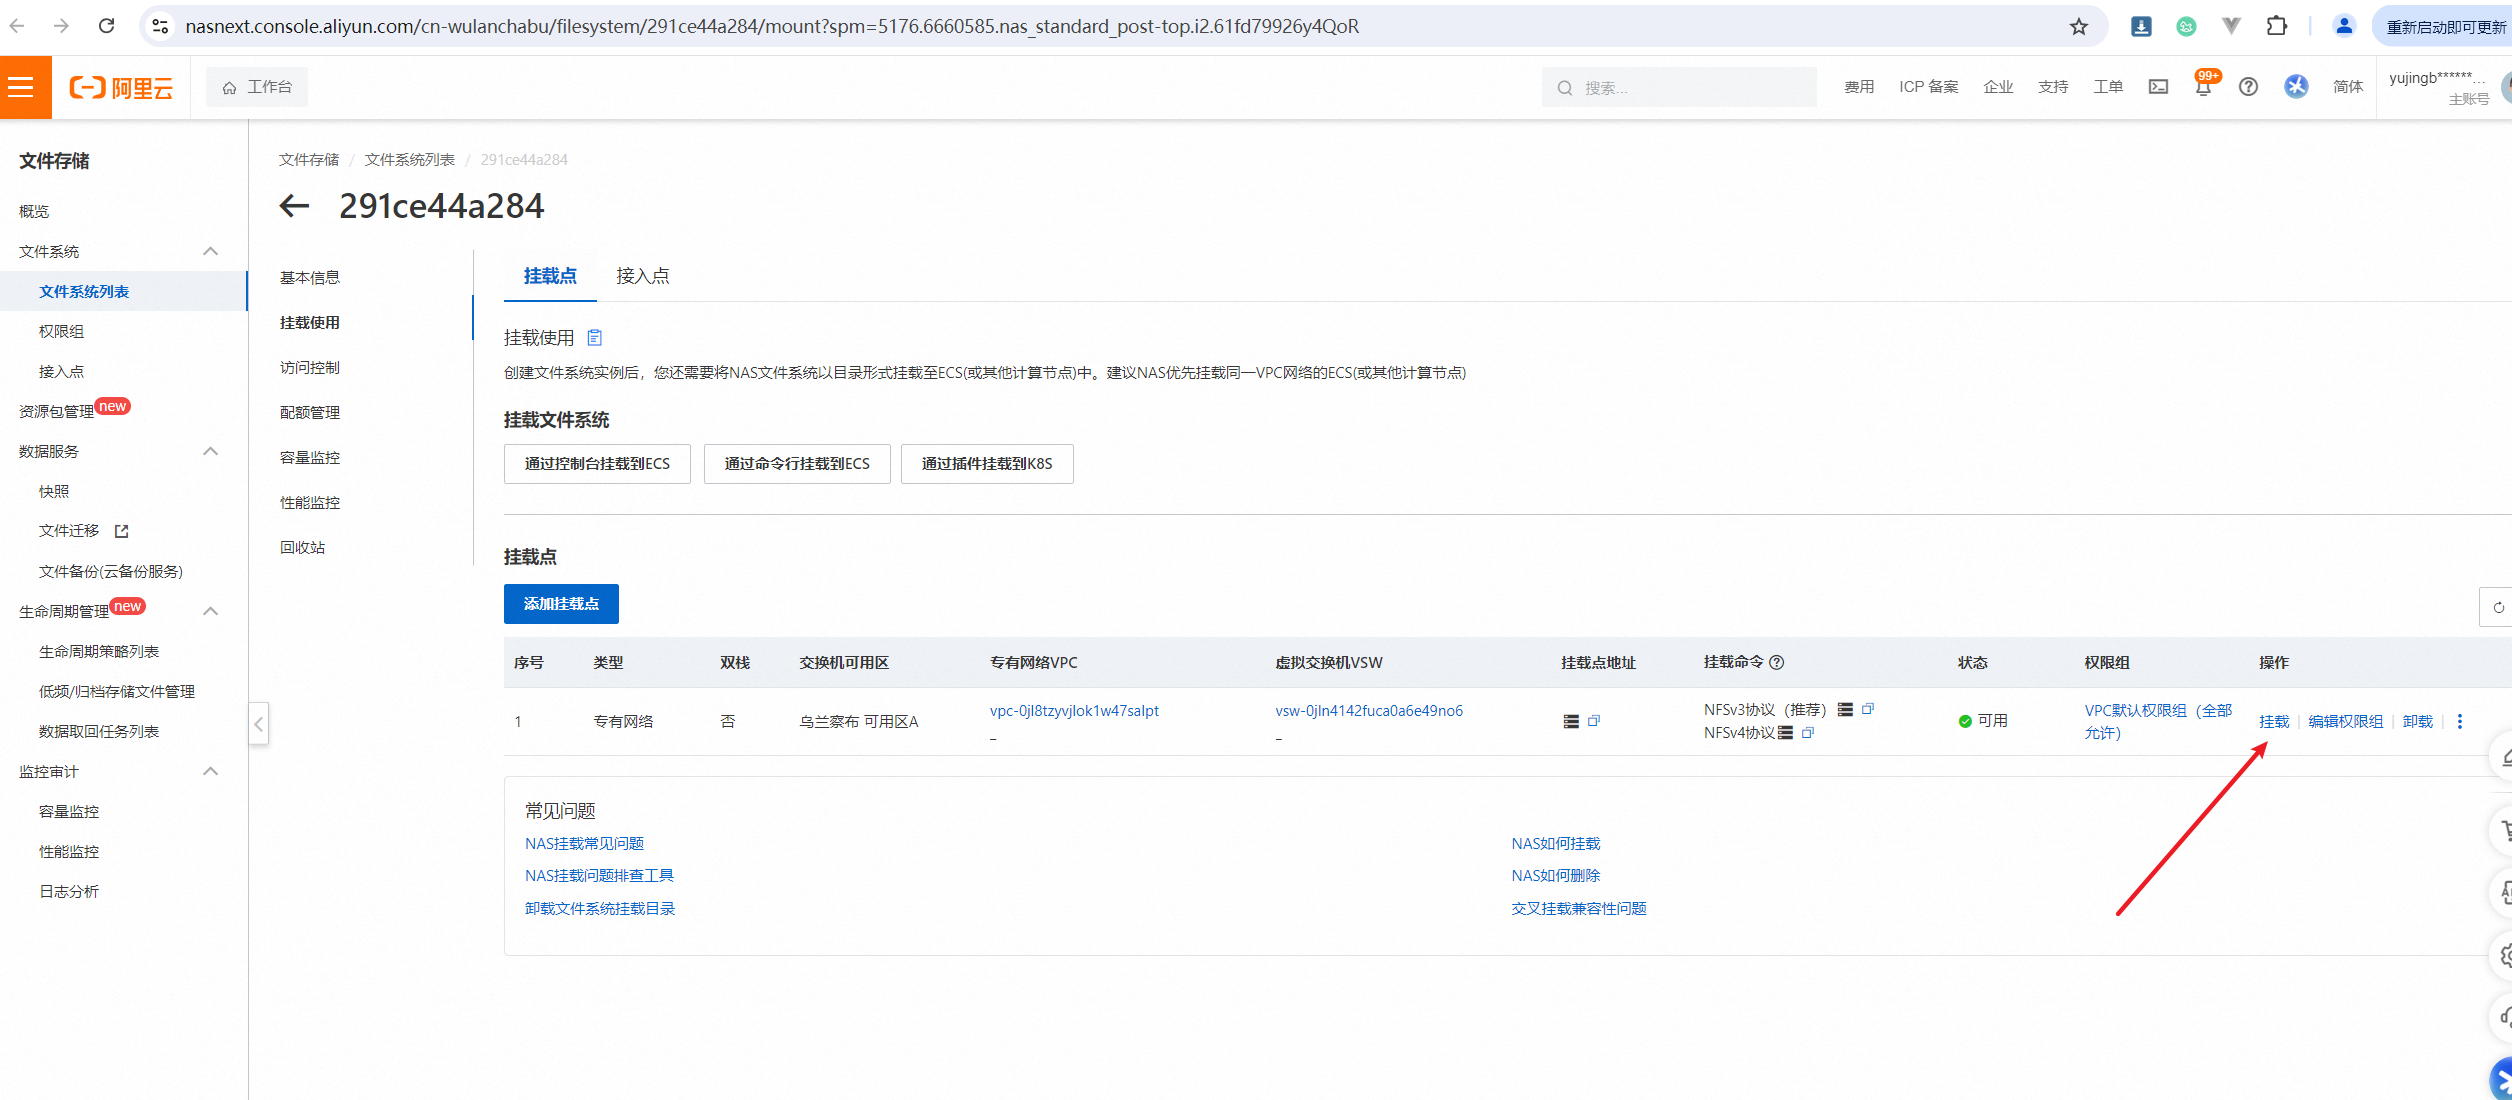 nasnext.console.aliyun.com/cn-wulanchabu/filesystem/291ce44a284/mount?spm=5176.6660585.nas_standard_post-top.i2.61fd79926y4QoR
重新启动即可更新
阿里云
工作台
搜索...
费用
ICP 备案
企业
支持
工单
99+
简体
yujingb******...
主账号
文件存储
概览
文件系统
文件系统列表
权限组
接入点
资源包管理 new
数据服务
快照
文件迁移
文件备份(云备份服务)
生命周期管理 new
生命周期策略列表
低频/归档存储文件管理
数据取回任务列表
监控审计
容量监控
性能监控
日志分析
文件存储 / 文件系统列表 / 291ce44a284
291ce44a284
基本信息
挂载使用
访问控制
配额管理
容量监控
性能监控
回收站
挂载点
接入点
挂载使用
创建文件系统实例后，您还需要将NAS文件系统以目录形式挂载至ECS(或其他计算节点)中。建议NAS优先挂载同一VPC网络的ECS(或其他计算节点)
挂载文件系统
通过控制台挂载到ECS
通过命令行挂载到ECS
通过插件挂载到K8S
挂载点
添加挂载点
序号 类型 双栈 交换机可用区 专有网络VPC 虚拟交换机VSW 挂载点地址 挂载命令 状态 权限组 操作
1 专有网络 否 乌兰察布 可用区A vpc-0jl8tzyvjlok1w47salpt vsw-0jln4142fuca0a6e49no6 NFSv3协议（推荐） 可用 VPC默认权限组（全部 挂载 | 编辑权限组 | 卸载 |
– – NFSv4协议 允许）
常见问题
NAS挂载常见问题
NAS如何挂载
NAS挂载问题排查工具
NAS如何删除
卸载文件系统挂载目录
交叉挂载兼容性问题